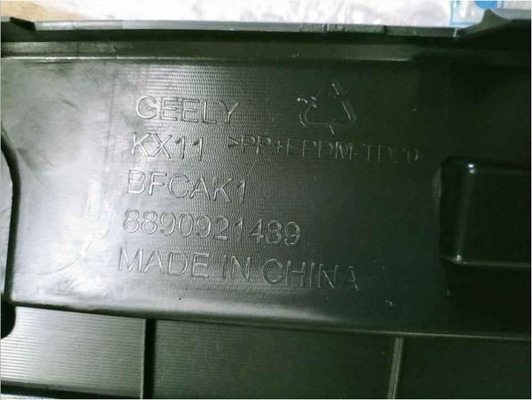 GEELY
KX11 >PP+EPDM-TD20
BFCAK1
8890921489
MADE IN CHINA